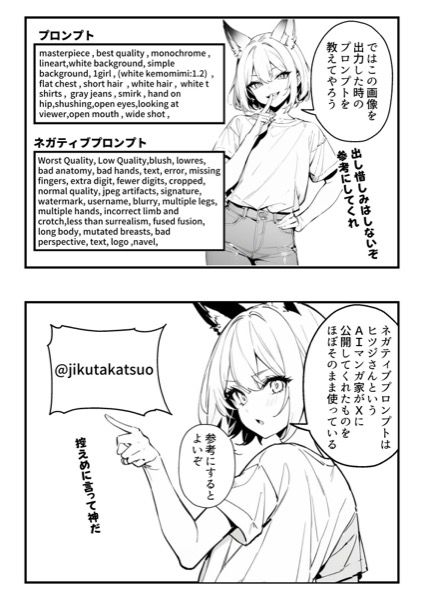 プロンプト
masterpiece , best quality , monochrome ,
lineart,white background, simple
background, 1girl , (white kemomimi:1.2) ,
flat chest , short hair , white hair , white t
shirts , gray jeans , smirk , hand on
hip,shushing,open eyes,looking at
viewer,open mouth , wide shot ,
ネガティブプロンプト
Worst Quality, Low Quality,blush, lowres,
bad anatomy, bad hands, text, error, missing
fingers, extra digit, fewer digits, cropped,
normal quality, jpeg artifacts, signature,
watermark, username, blurry, multiple legs,
multiple hands, incorrect limb and
crotch,less than surrealism, fused fusion,
long body, mutated breasts, bad
perspective, text, logo ,navel,
ではこの画像を
出力した時の
プロンプトを
教えてやろう
出し惜しみはしないぞ
参考にしてくれ
ネガティブプロンプトは
ヒツジさんという
AIマンガ家がXに
公開してくれたものを
ほぼそのまま使っている
参考にすると
よいぞ
@jikutakatsuo
控えめに言って神だ